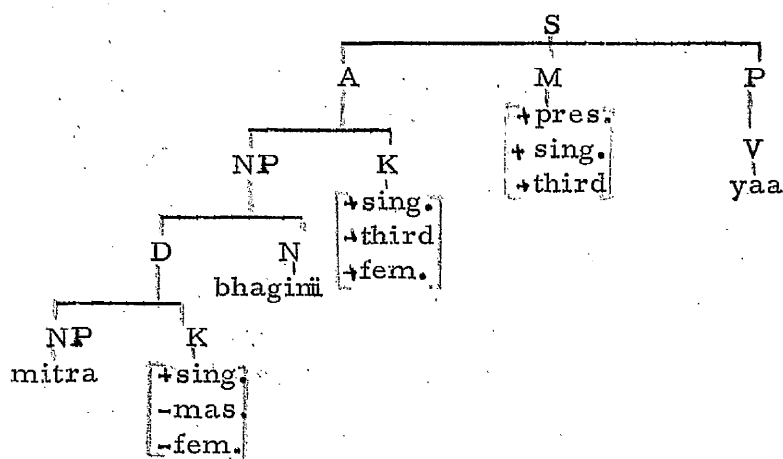 S
A M P
+pres.
+sing.
+third
NP K V
yaa
+sing.
+third
+fem.
D N
bhaginii
NP K
mitra
+sing.
-mas.
-fem.